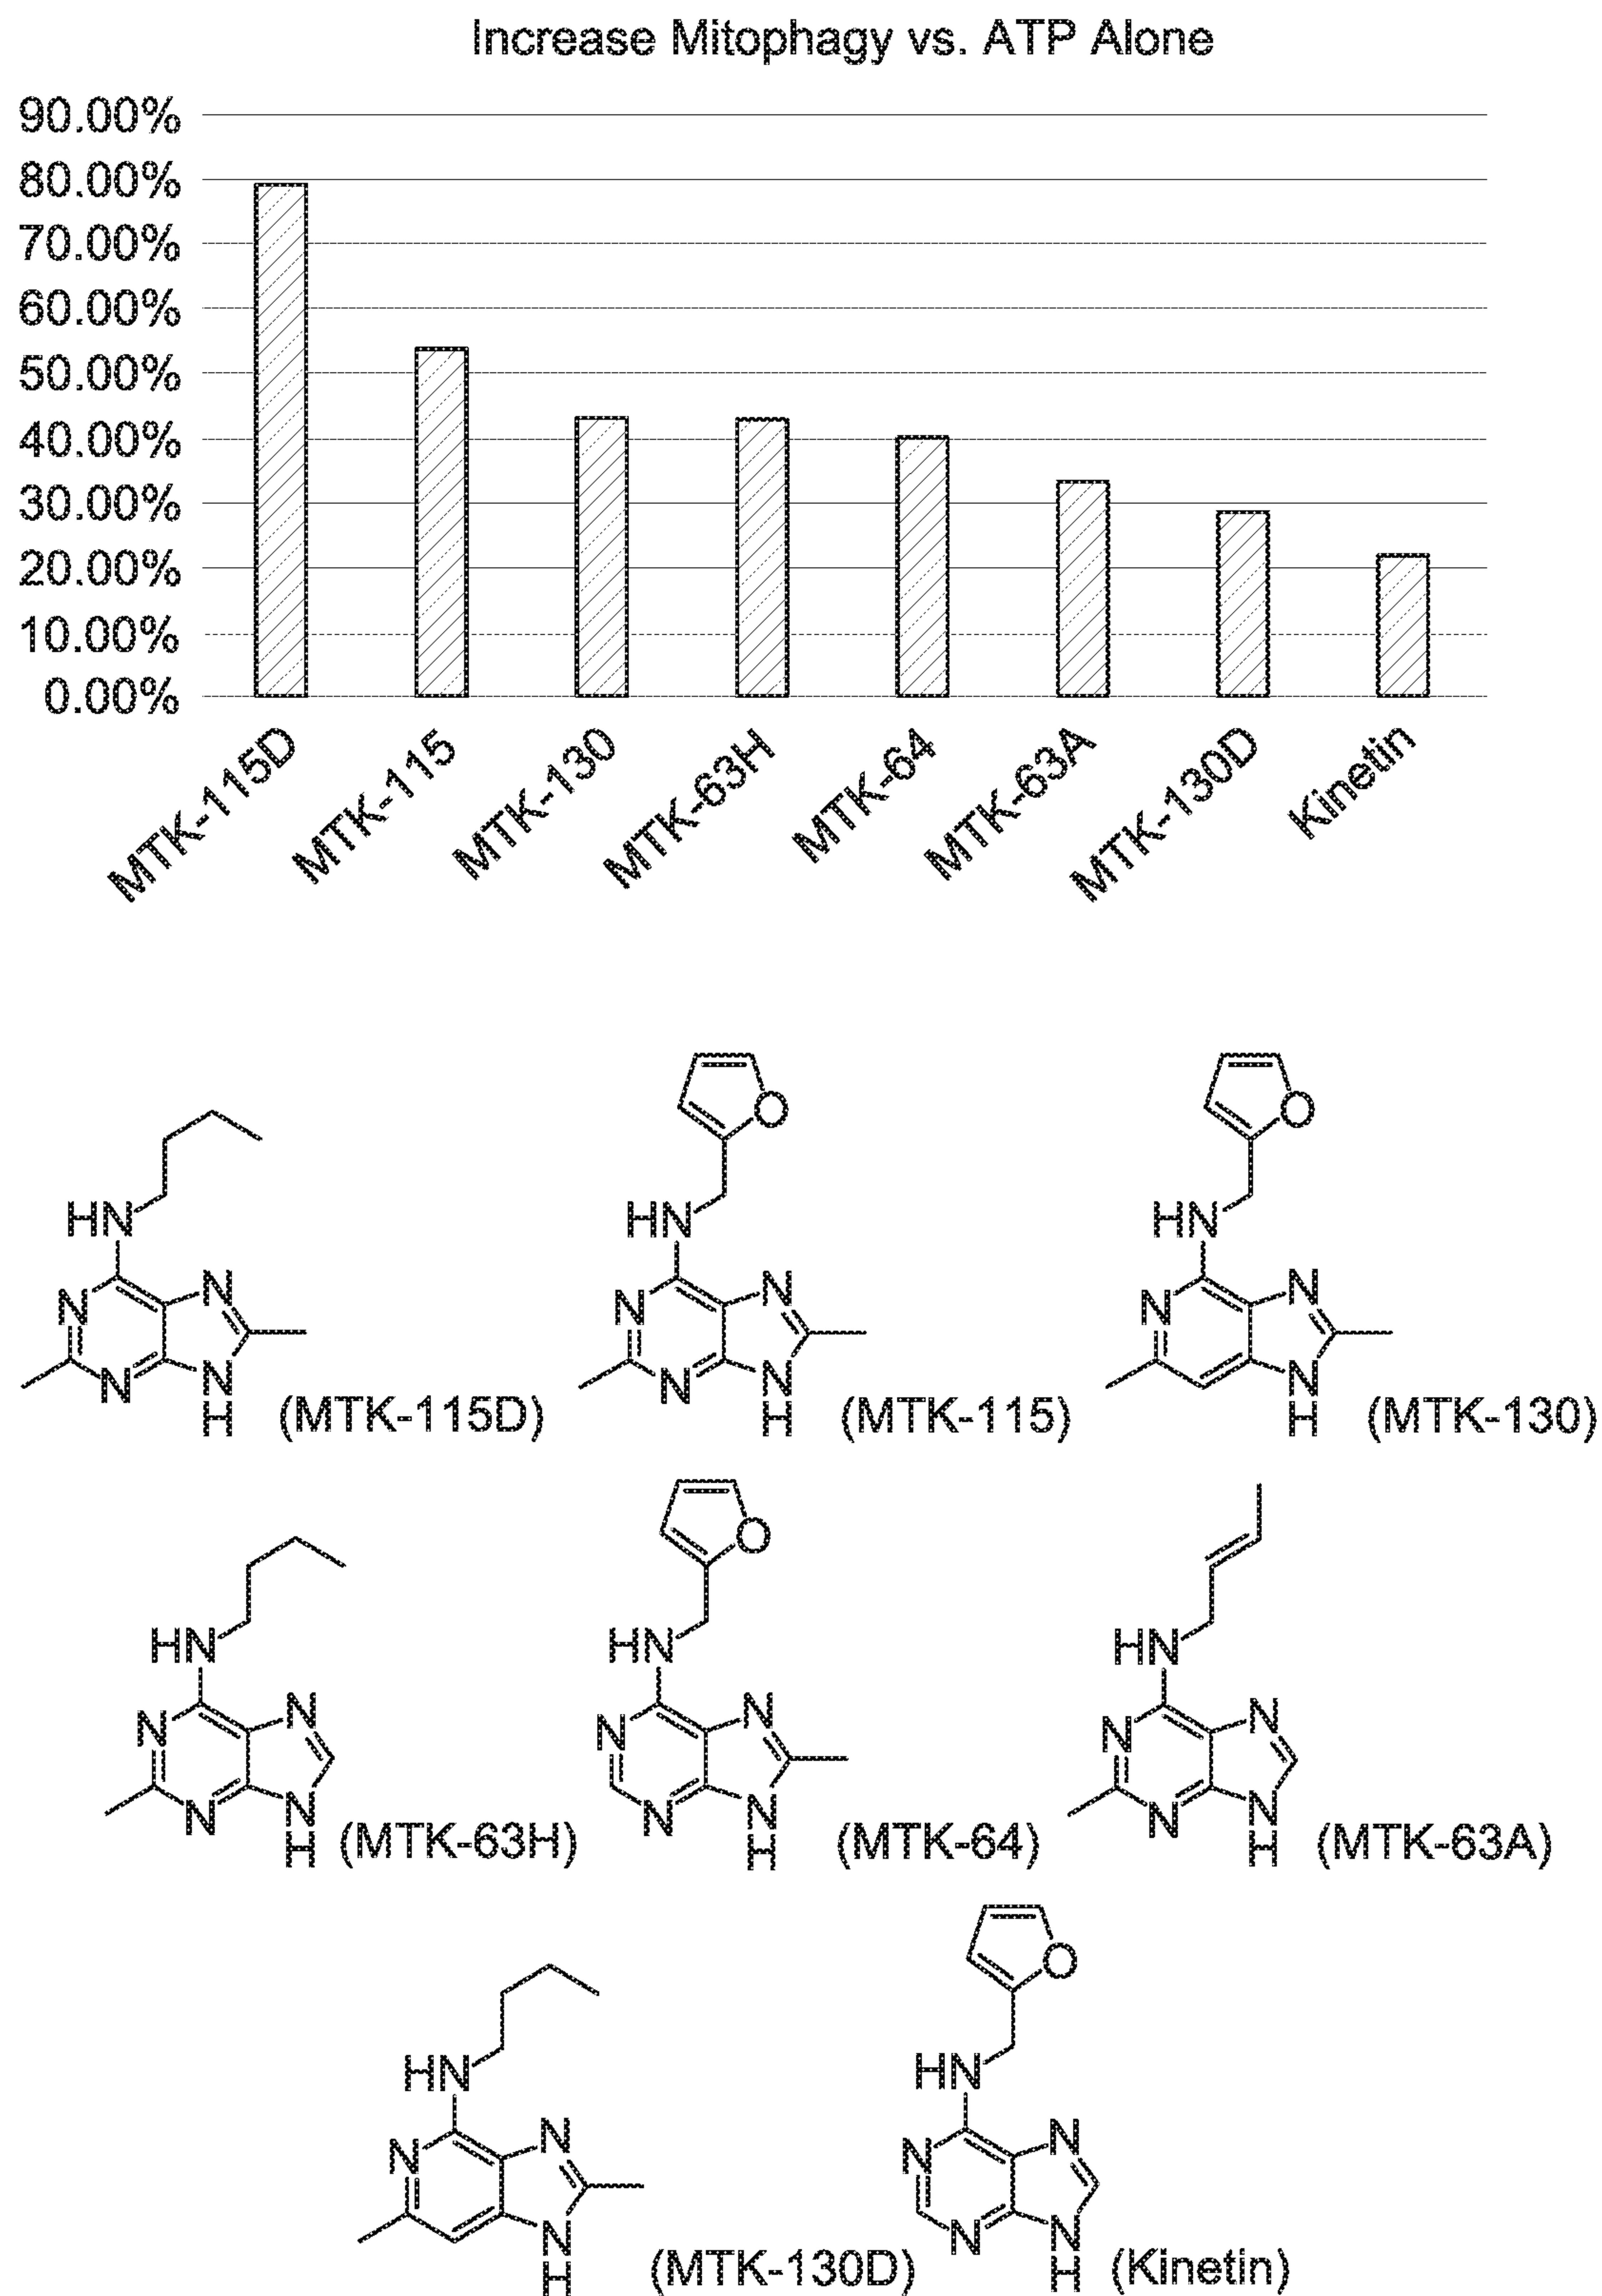 Increase Mitophagy vs. ATP Alone
90.00%
80.00%
70.00%
60.00%
50.00%
40.00%
30.00%
20.00%
10.00%
0.00%
MTK-115D
MTK-115
MTK-130
MTK-63H
MTK-64
MTK-63A
MTK-130D
Kinetin
O O
HN HN HN
N N N N N N
N N H N N H N H
(MTK-115D) (MTK-115) (MTK-130)
O
HN HN HN
N N N N N N
N N H N N H N N H
(MTK-63H) (MTK-64) (MTK-63A)
O
HN HN
N N N N
N H N N H
(MTK-130D) (Kinetin)